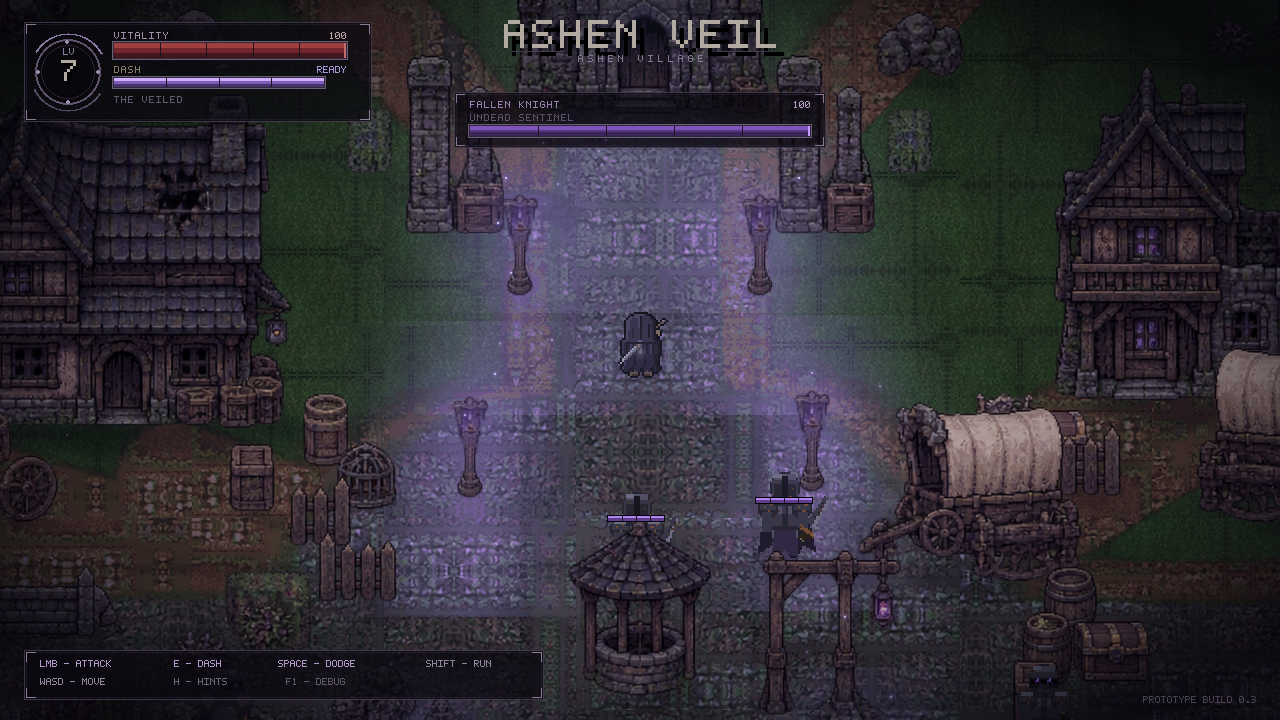 ASHEN VEIL
ASHEN VILLAGE
LV
7
VITALITY 100
DASH READY
THE VEILED
FALLEN KNIGHT 100
UNDEAD SENTINEL
LMB - ATTACK E - DASH SPACE - DODGE SHIFT - RUN
WASD - MOVE H - HINTS F1 - DEBUG
PROTOTYPE BUILD 0.3